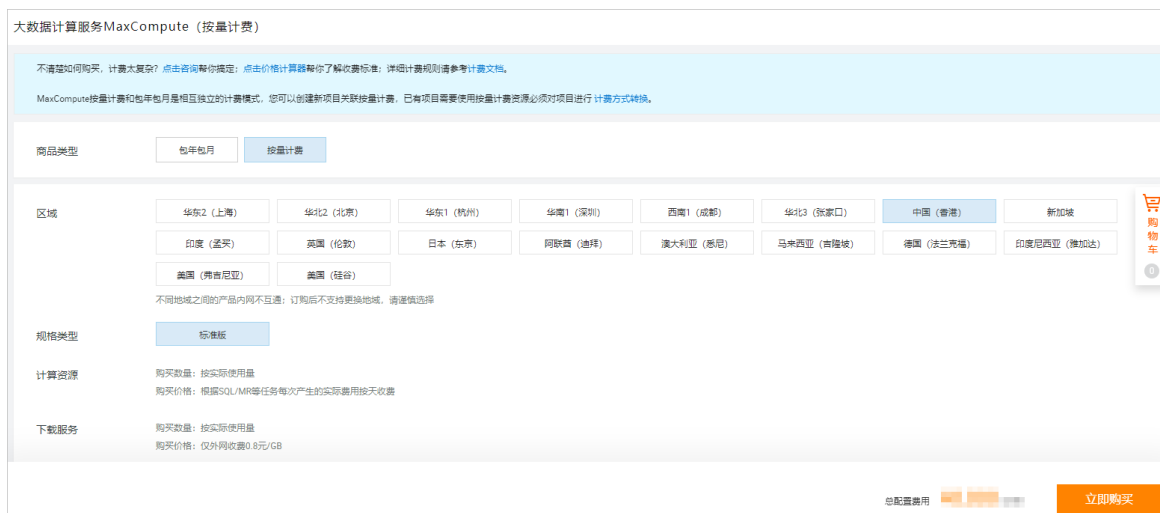 大数据计算服务MaxCompute（按量计费）
不清楚如何购买，计费太复杂？点击咨询帮你搞定；点击价格计算器帮你了解收费标准；详细计费规则请参考计费文档。
MaxCompute按量计费和包年包月是相互独立的计费模式，您可以创建新项目关联按量计费，已有项目需要使用按量计费资源必须对项目进行 计费方式转换。
商品类型 包年包月 按量计费
区域 华东2（上海） 华北2（北京） 华东1（杭州） 华南1（深圳） 西南1（成都） 华北3（张家口） 中国（香港） 新加坡
印度（孟买） 英国（伦敦） 日本（东京） 阿联酋（迪拜） 澳大利亚（悉尼） 马来西亚（吉隆坡） 德国（法兰克福） 印度尼西亚（雅加达）
美国（弗吉尼亚） 美国（硅谷）
不同地域之间的产品内网不互通；订购后不支持更换地域，请谨慎选择
规格类型 标准版
计算资源 购买数量：按实际使用量
购买价格：根据SQL/MR等任务每次产生的实际费用按天收费
下载服务 购买数量：按实际使用量
购买价格：仅外网收费0.8元/GB
购物车
0
总配置费用 立即购买